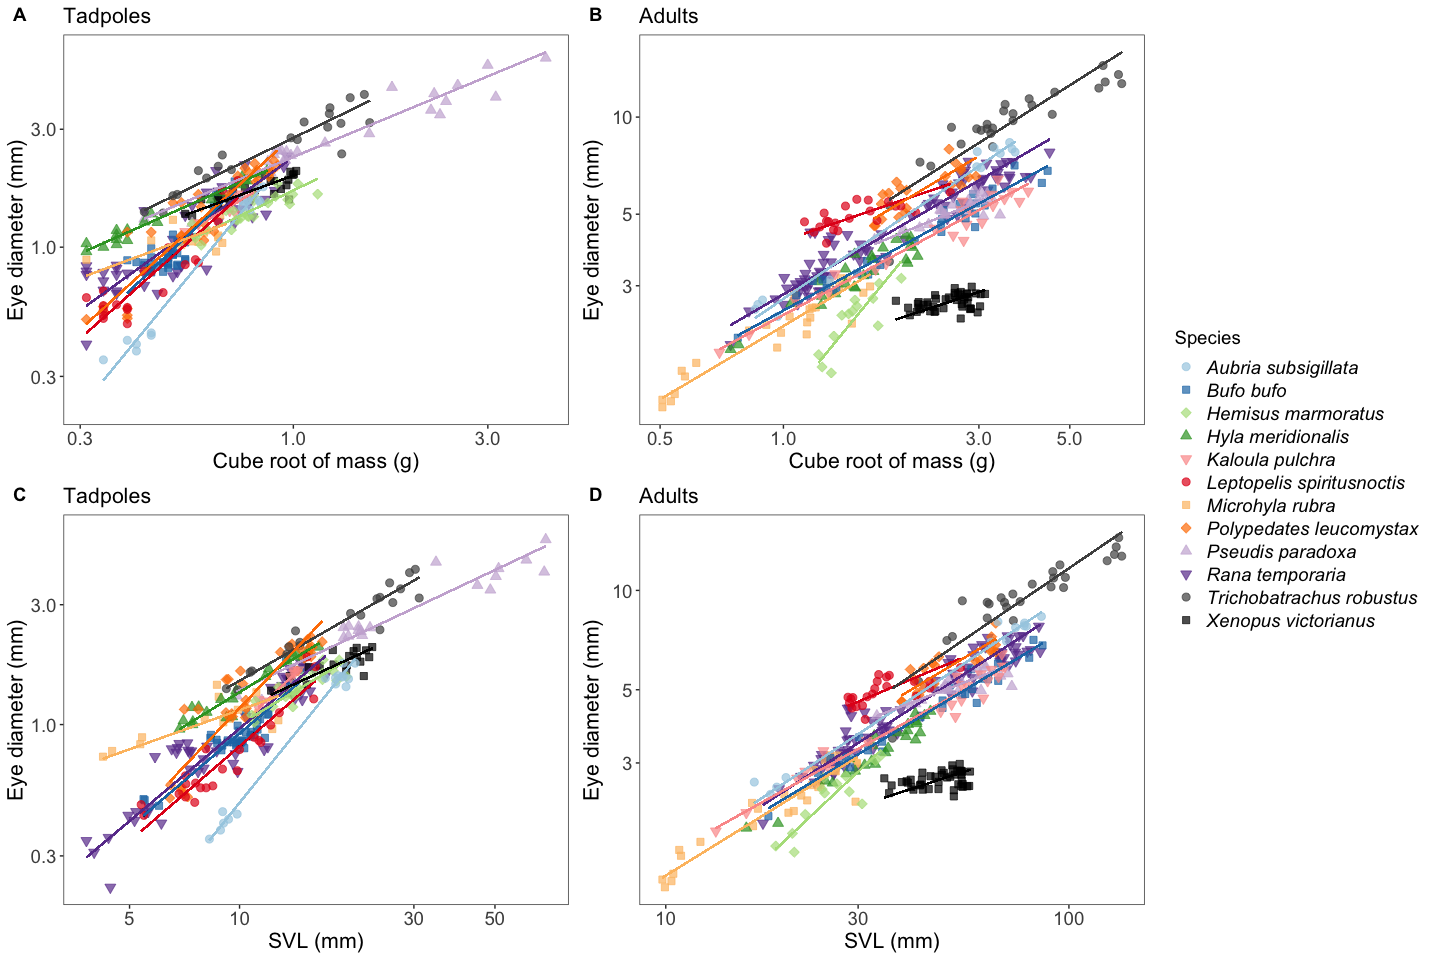 A Tadpoles
Eye diameter (mm)
3.0
1.0
0.3
0.3 1.0 3.0
Cube root of mass (g)
B Adults
Eye diameter (mm)
10
5
3
0.5 1.0 3.0 5.0
Cube root of mass (g)
C Tadpoles
Eye diameter (mm)
3.0
1.0
0.3
5 10 30 50
SVL (mm)
D Adults
Eye diameter (mm)
10
5
3
10 30 100
SVL (mm)
Species
Aubria subsigillata
Bufo bufo
Hemisus marmoratus
Hyla meridionalis
Kaloula pulchra
Leptopelis spiritusnoctis
Microhyla rubra
Polypedates leucomystax
Pseudis paradoxa
Rana temporaria
Trichobatrachus robustus
Xenopus victorianus